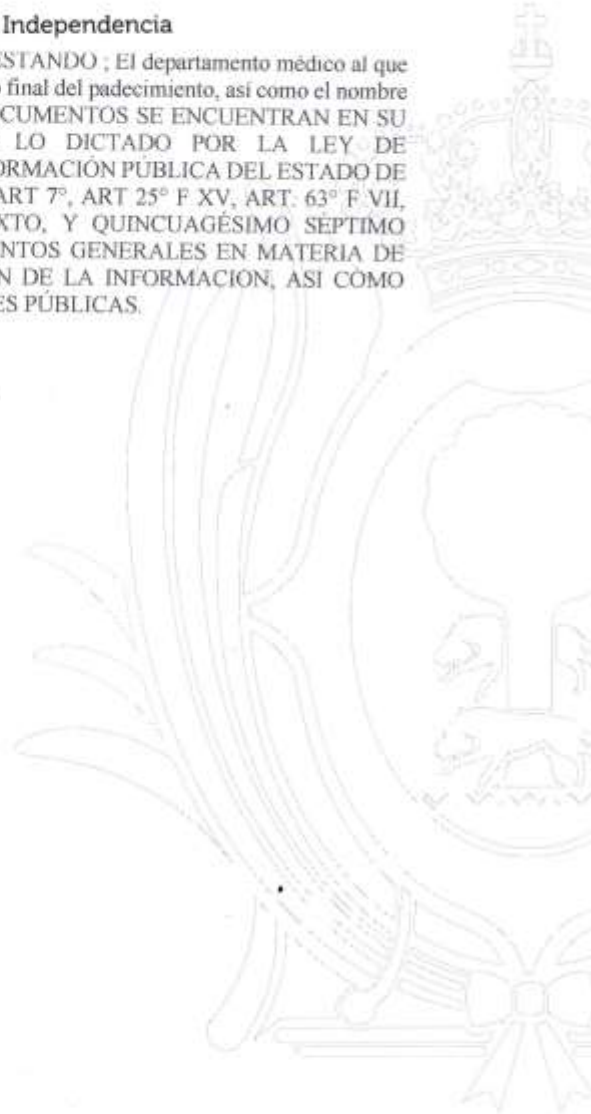 Independencia
ESTANDO ; El departamento médico al que
final del padecimiento, así como el nombre
CUMENTOS SE ENCUENTRAN EN SU
LO DICTADO POR LA LEY DE
ORMACIÓN PÚBLICA DEL ESTADO DE
ART 7°, ART 25° F XV, ART. 63° F VII,
XTO, Y QUINCUAGÉSIMO SÉPTIMO
NTOS GENERALES EN MATERIA DE
N DE LA INFORMACION, ASI COMO
ES PÚBLICAS.